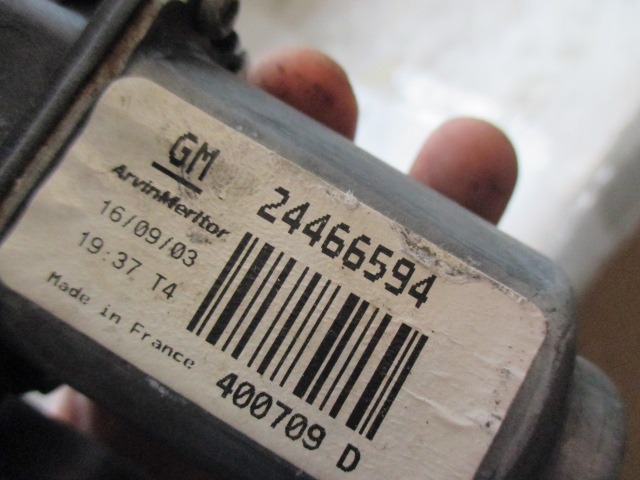 GM
ArvinMeritor
24466594
16/09/03
19:37 T4
Made in France
400709 D